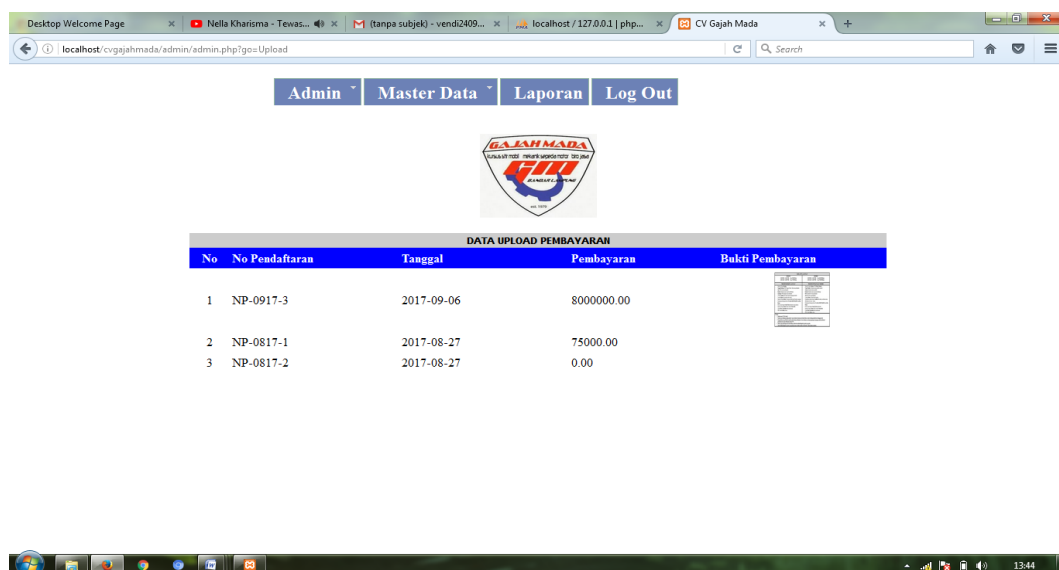 Desktop Welcome Page
Nella Kharisma - Tewas...
(tanpa subjek) - vendi2409...
localhost / 127.0.0.1 | php...
CV Gajah Mada
localhost/cvgajahmada/admin/admin.php?go=Upload
Search
Admin Master Data Laporan Log Out
GAJAH MADA
GM
BANDAR LAMPUNG
DATA UPLOAD PEMBAYARAN
No No Pendaftaran Tanggal Pembayaran Bukti Pembayaran
1 NP-0917-3 2017-09-06 8000000.00
2 NP-0817-1 2017-08-27 75000.00
3 NP-0817-2 2017-08-27 0.00
13:44